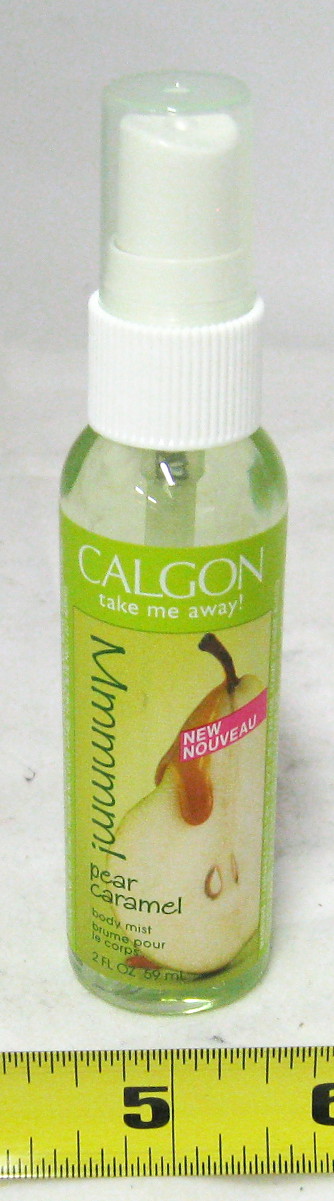 CALGON
take me away!
Mmmmm!
NEW
NOUVEAU
pear
caramel
body mist
brume pour
le corps
2 FL OZ 59 mL
5
6